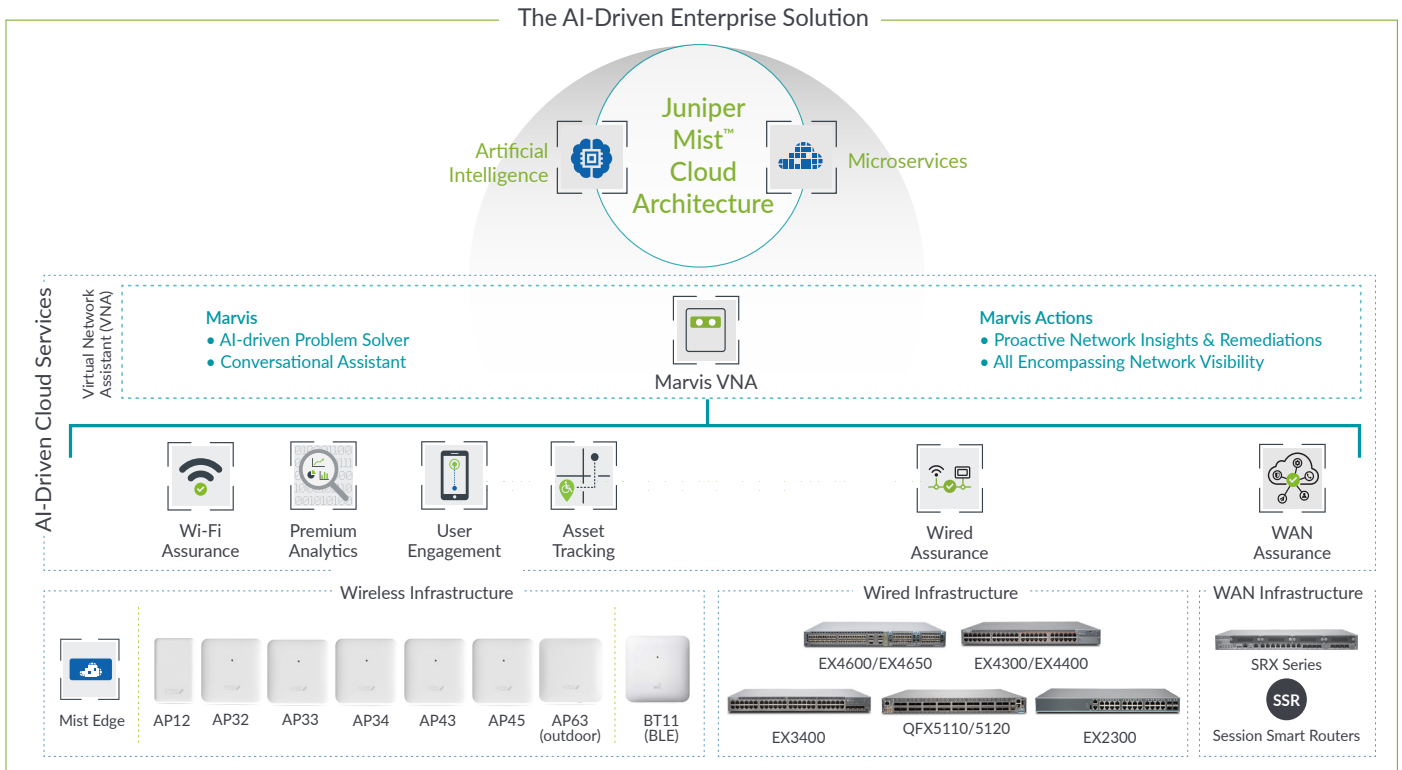 The AI-Driven Enterprise Solution
Juniper
Mist™
Cloud
Architecture
Artificial
Intelligence
Microservices
AI-Driven Cloud Services
Virtual Network
Assistant (VNA)
Marvis
• AI-driven Problem Solver
• Conversational Assistant
Marvis VNA
Marvis Actions
• Proactive Network Insights & Remediations
• All Encompassing Network Visibility
Wi-Fi
Assurance
Premium
Analytics
User
Engagement
Asset
Tracking
Wired
Assurance
WAN
Assurance
Wireless Infrastructure
Mist Edge
AP12
AP32
AP33
AP34
AP43
AP45
AP63
(outdoor)
BT11
(BLE)
Wired Infrastructure
EX4600/EX4650
EX4300/EX4400
EX3400
QFX5110/5120
EX2300
WAN Infrastructure
SRX Series
SSR
Session Smart Routers